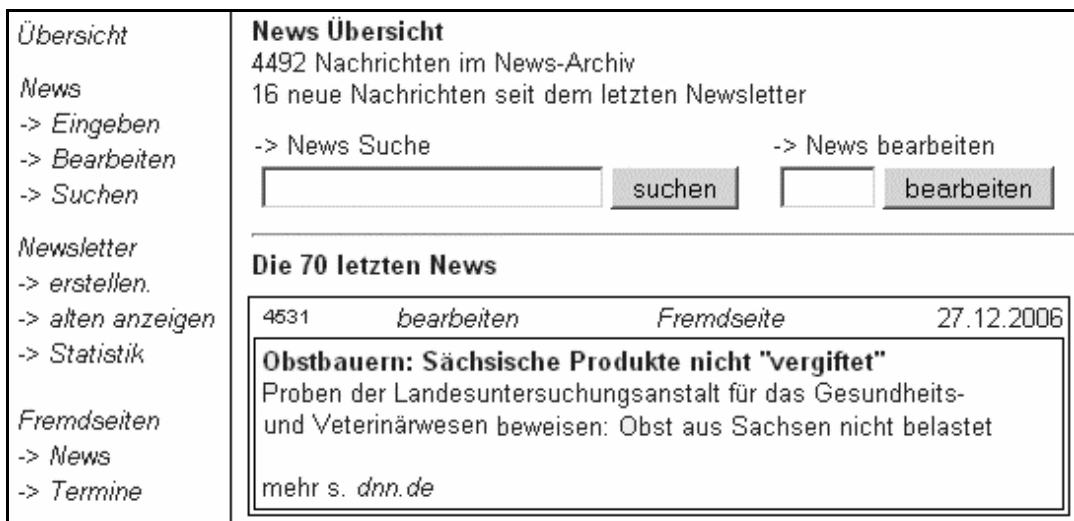 Übersicht
News
-> Eingeben
-> Bearbeiten
-> Suchen
Newsletter
-> erstellen.
-> alten anzeigen
-> Statistik
Fremdseiten
-> News
-> Termine
News Übersicht
4492 Nachrichten im News-Archiv
16 neue Nachrichten seit dem letzten Newsletter
-> News Suche -> News bearbeiten
suchen bearbeiten
Die 70 letzten News
4531 bearbeiten Fremdseite 27.12.2006
Obstbauern: Sächsische Produkte nicht "vergiftet"
Proben der Landesuntersuchungsanstalt für das Gesundheits-
und Veterinärwesen beweisen: Obst aus Sachsen nicht belastet
mehr s. dnn.de